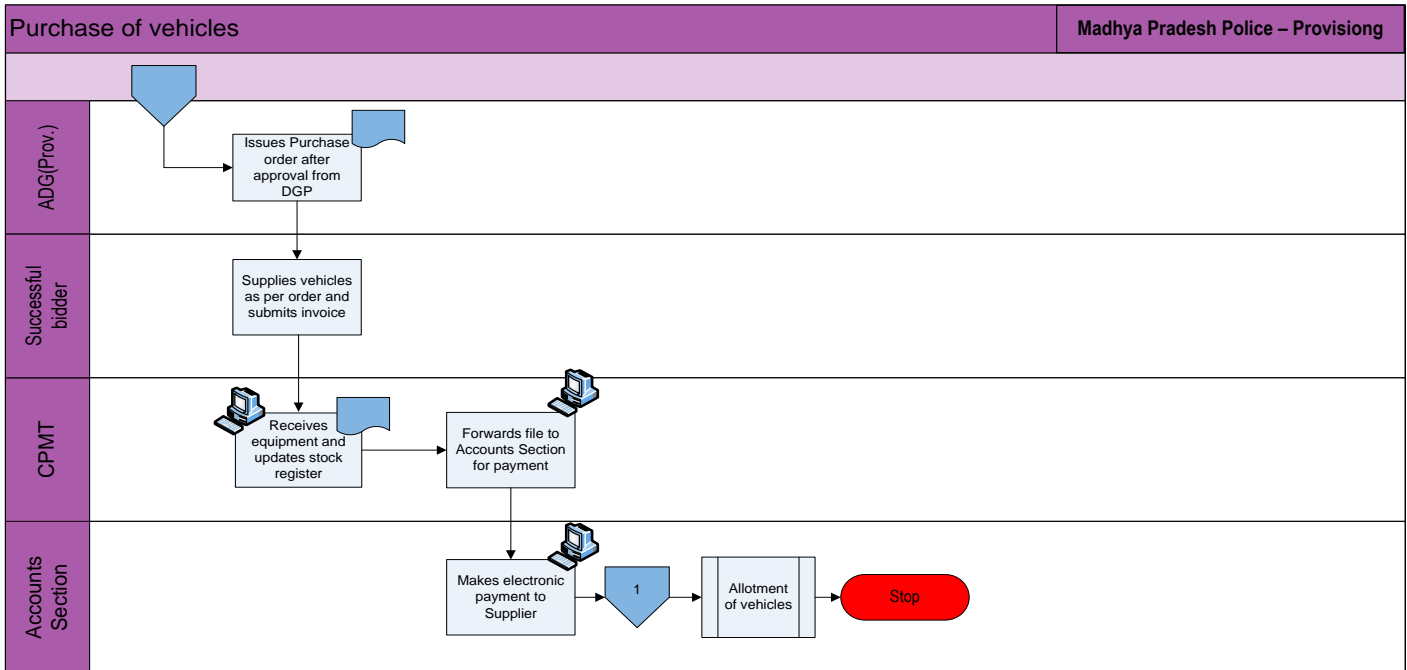 Purchase of vehicles
Madhya Pradesh Police – Provisiong
ADG(Prov.)
Issues Purchase
order after
approval from
DGP
Successful
bidder
Supplies vehicles
as per order and
submits invoice
CPMT
Receives
equipment and
updates stock
register
Forwards file to
Accounts Section
for payment
Accounts
Section
Makes electronic
payment to
Supplier
1
Allotment
of vehicles
Stop